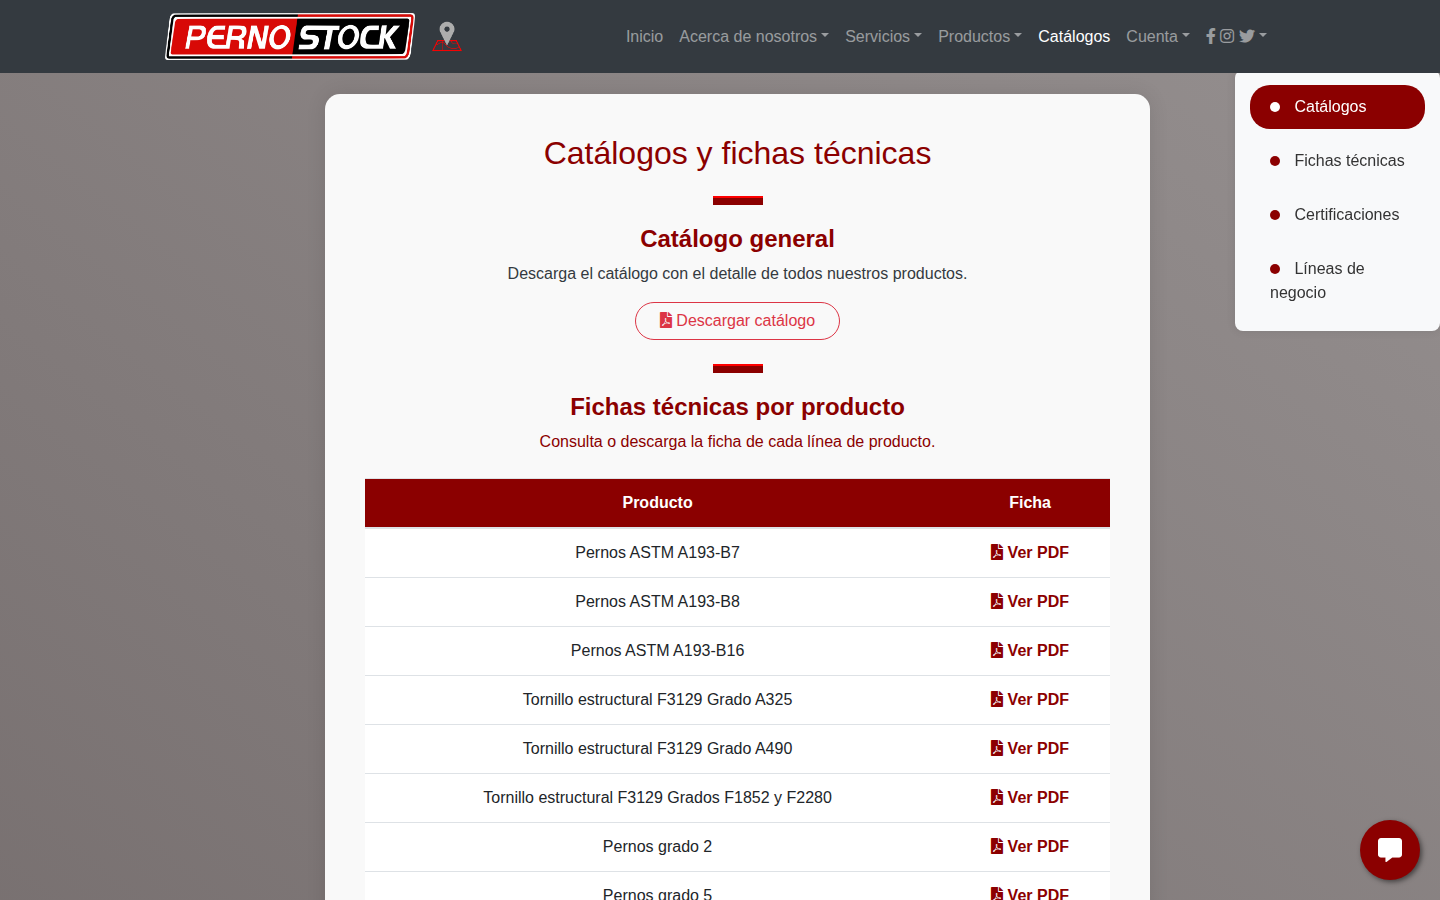 PERNO STOCK
Inicio
Acerca de nosotros
Servicios
Productos
Catálogos
Cuenta
Catálogos
Fichas técnicas
Certificaciones
Líneas de
negocio
Catálogos y fichas técnicas
Catálogo general
Descarga el catálogo con el detalle de todos nuestros productos.
Descargar catálogo
Fichas técnicas por producto
Consulta o descarga la ficha de cada línea de producto.
Producto Ficha
Pernos ASTM A193-B7 Ver PDF
Pernos ASTM A193-B8 Ver PDF
Pernos ASTM A193-B16 Ver PDF
Tornillo estructural F3129 Grado A325 Ver PDF
Tornillo estructural F3129 Grado A490 Ver PDF
Tornillo estructural F3129 Grados F1852 y F2280 Ver PDF
Pernos grado 2 Ver PDF
Pernos grado 5 Ver PDF